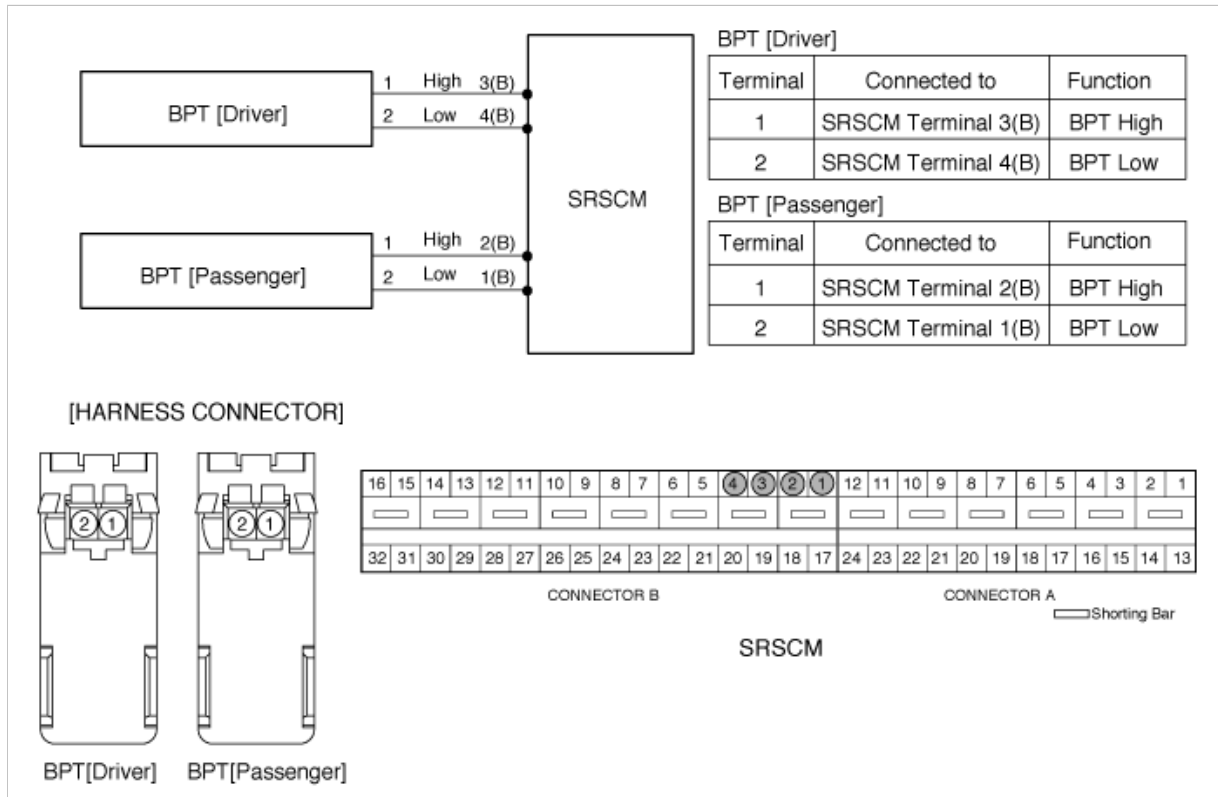 BPT [Driver]
1 High 3(B)
2 Low 4(B)
BPT [Passenger]
1 High 2(B)
2 Low 1(B)
SRSCM
BPT [Driver]
Terminal Connected to Function
1 SRSCM Terminal 3(B) BPT High
2 SRSCM Terminal 4(B) BPT Low
BPT [Passenger]
Terminal Connected to Function
1 SRSCM Terminal 2(B) BPT High
2 SRSCM Terminal 1(B) BPT Low
[HARNESS CONNECTOR]
2 1
BPT[Driver]
2 1
BPT[Passenger]
16 15 14 13 12 11 10 9 8 7 6 5 4 3 2 1 12 11 10 9 8 7 6 5 4 3 2 1
32 31 30 29 28 27 26 25 24 23 22 21 20 19 18 17 24 23 22 21 20 19 18 17 16 15 14 13
CONNECTOR B CONNECTOR A
Shorting Bar
SRSCM